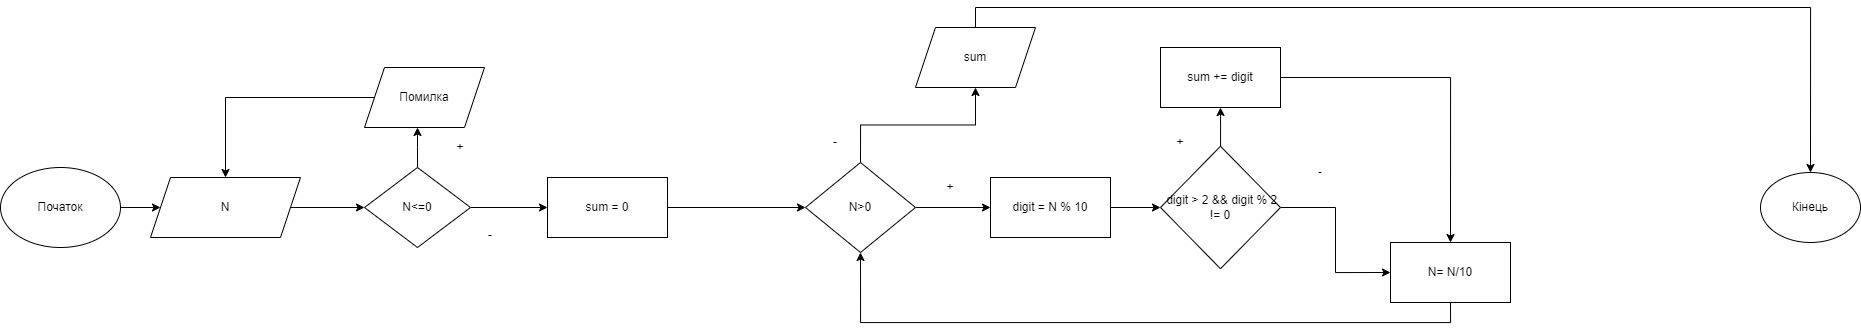 Початок
N
Помилка
N<=0
+
-
sum = 0
N>0
-
+
sum
digit = N % 10
digit > 2 && digit % 2
!= 0
+
-
sum += digit
N= N/10
Кінець